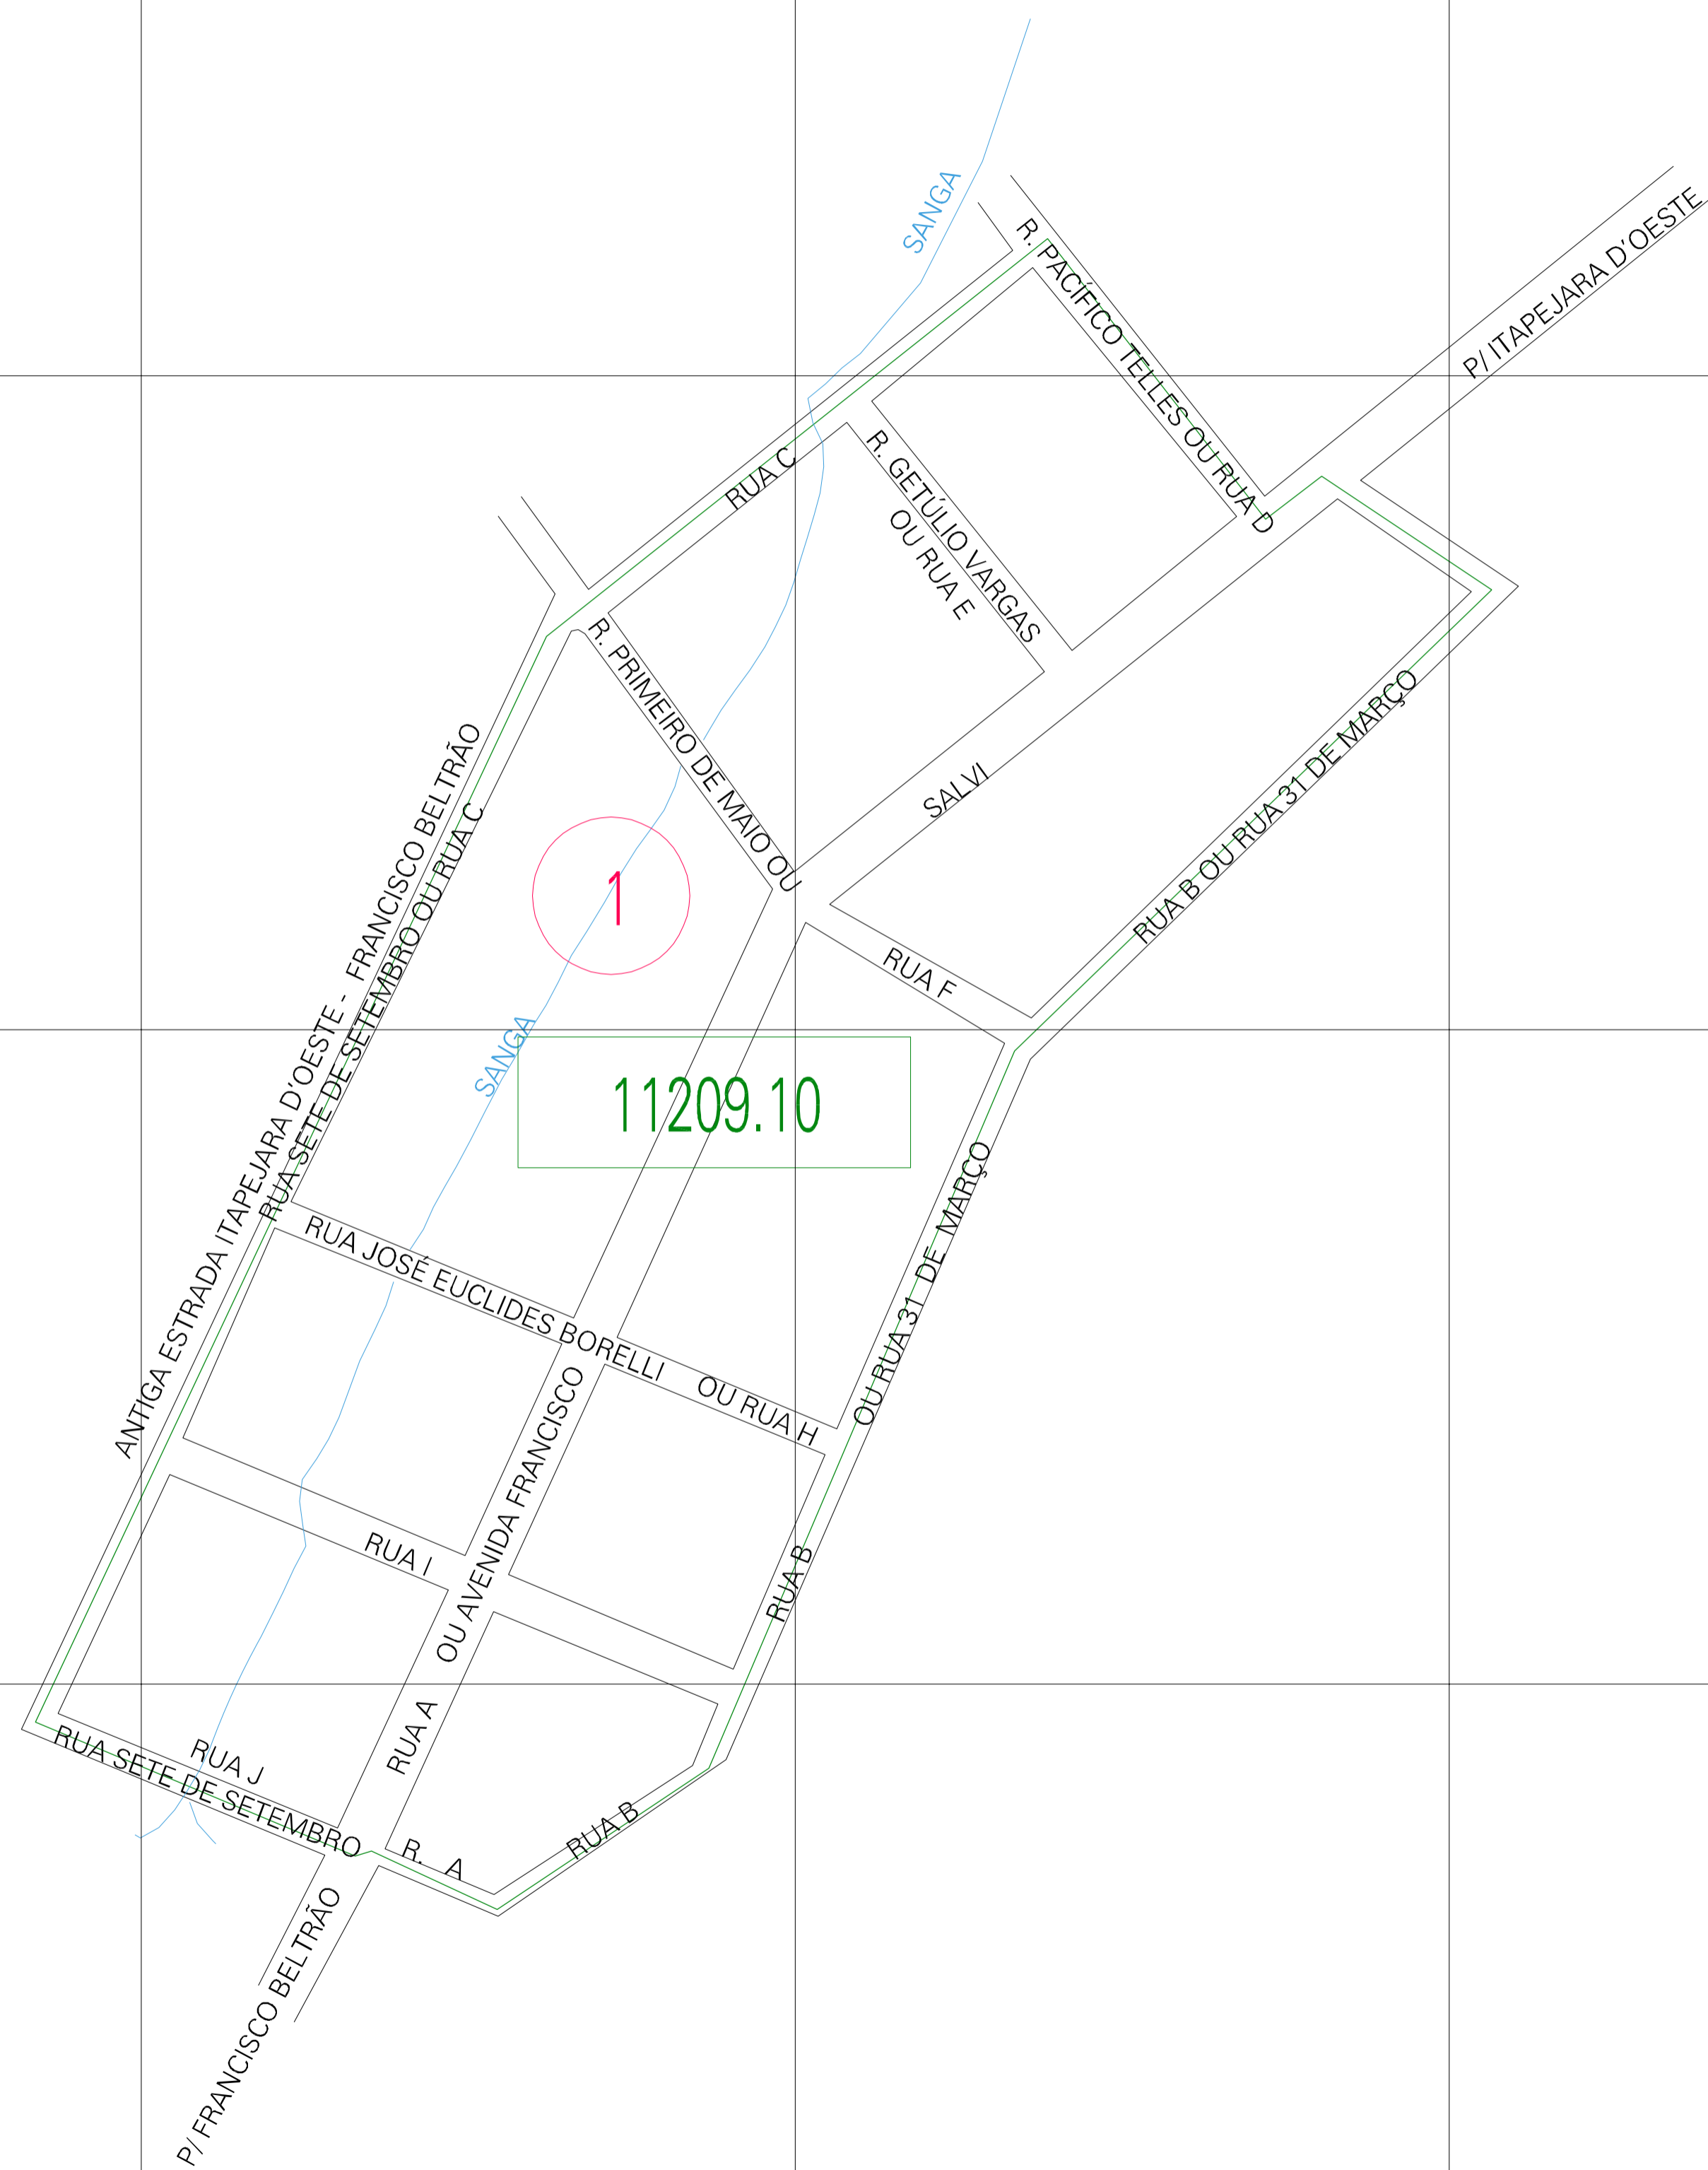 SANGA
R. PACÍFICO TELLES OU RUA D
P/ ITAPEJARA D'OESTE
RUA C
R. GETÚLIO VARGAS
OU RUA E
R. PRIMEIRO DE MAIO OU
SALVI
RUA B OU RUA 31 DE MARÇO
ANTIGA ESTRADA ITAPEJARA D'OESTE - FRANCISCO BELTRÃO
RUA SETE DE SETEMBRO OU RUA C
1
RUA F
SANGA
11209.10
RUA JOSÉ EUCLIDES BORELLI OU RUA H
RUA B OU RUA 31 DE MARÇO
RUA I
RUA A OU AVENIDA FRANCISCO
RUA J
RUA SETE DE SETEMBRO
R. A
RUA B
P/ FRANCISCO BELTRÃO